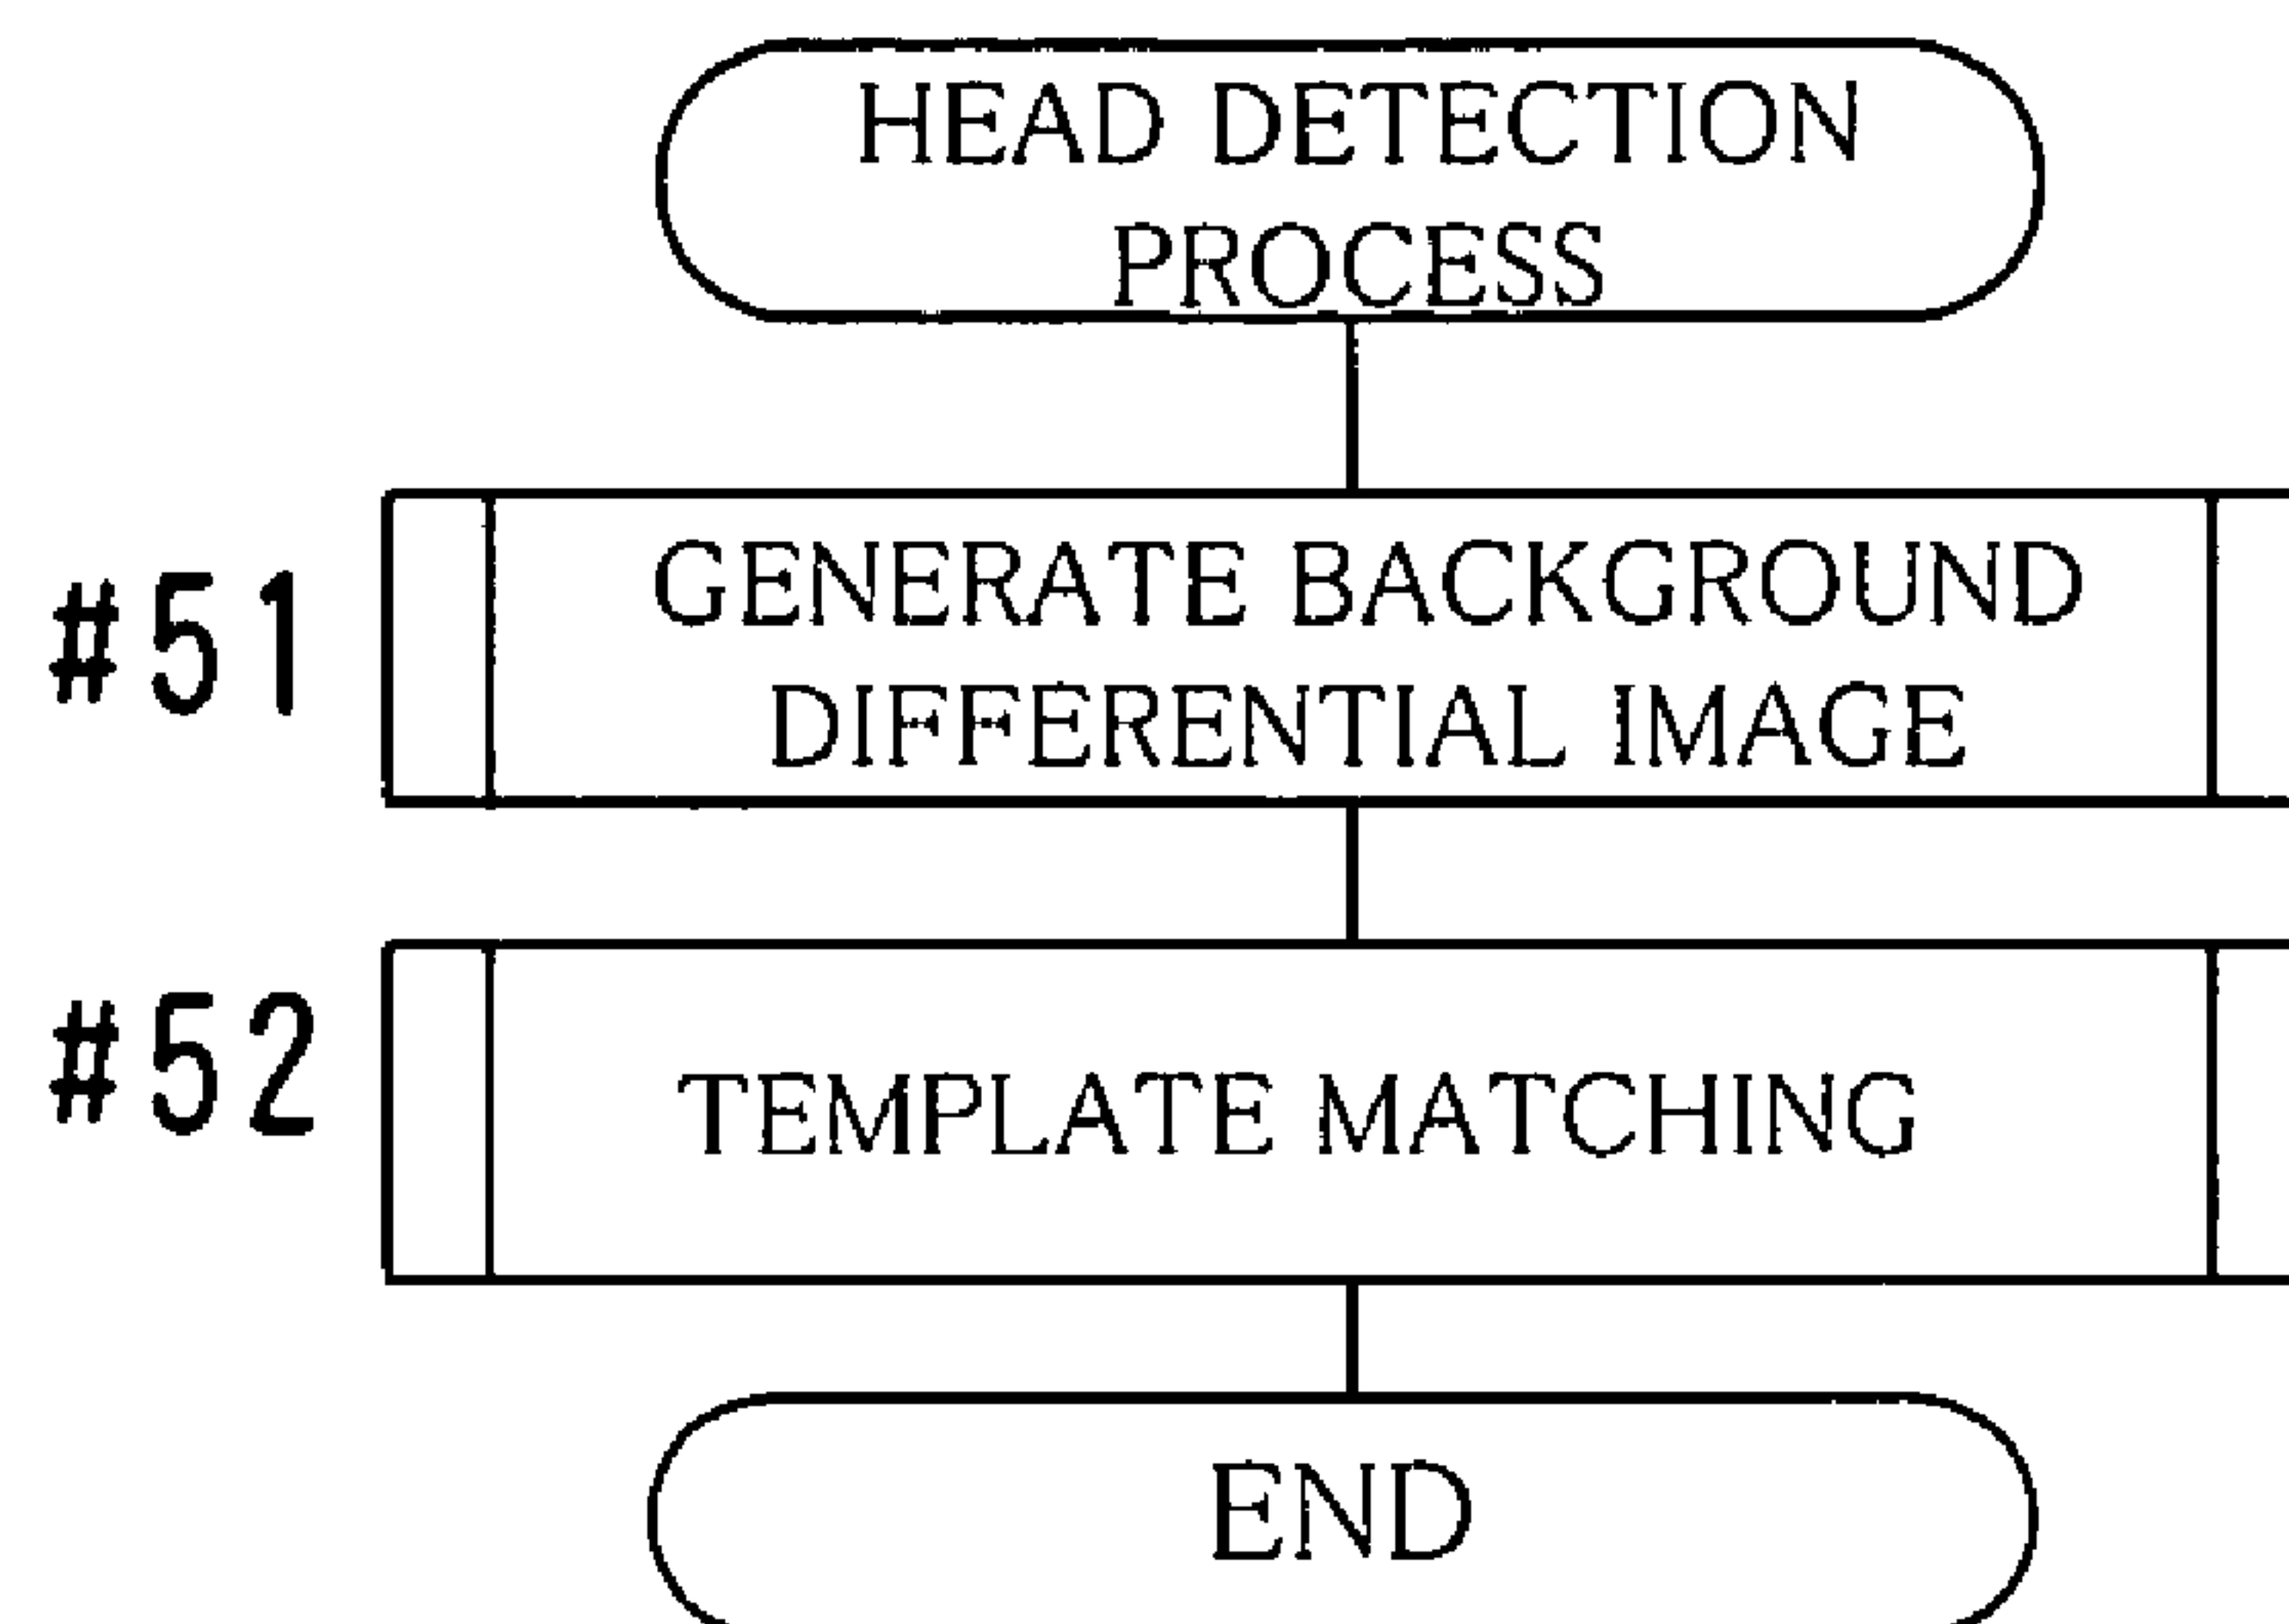 HEAD DETECTION
PROCESS
#51
GENERATE BACKGROUND
DIFFERENTIAL IMAGE
#52
TEMPLATE MATCHING
END